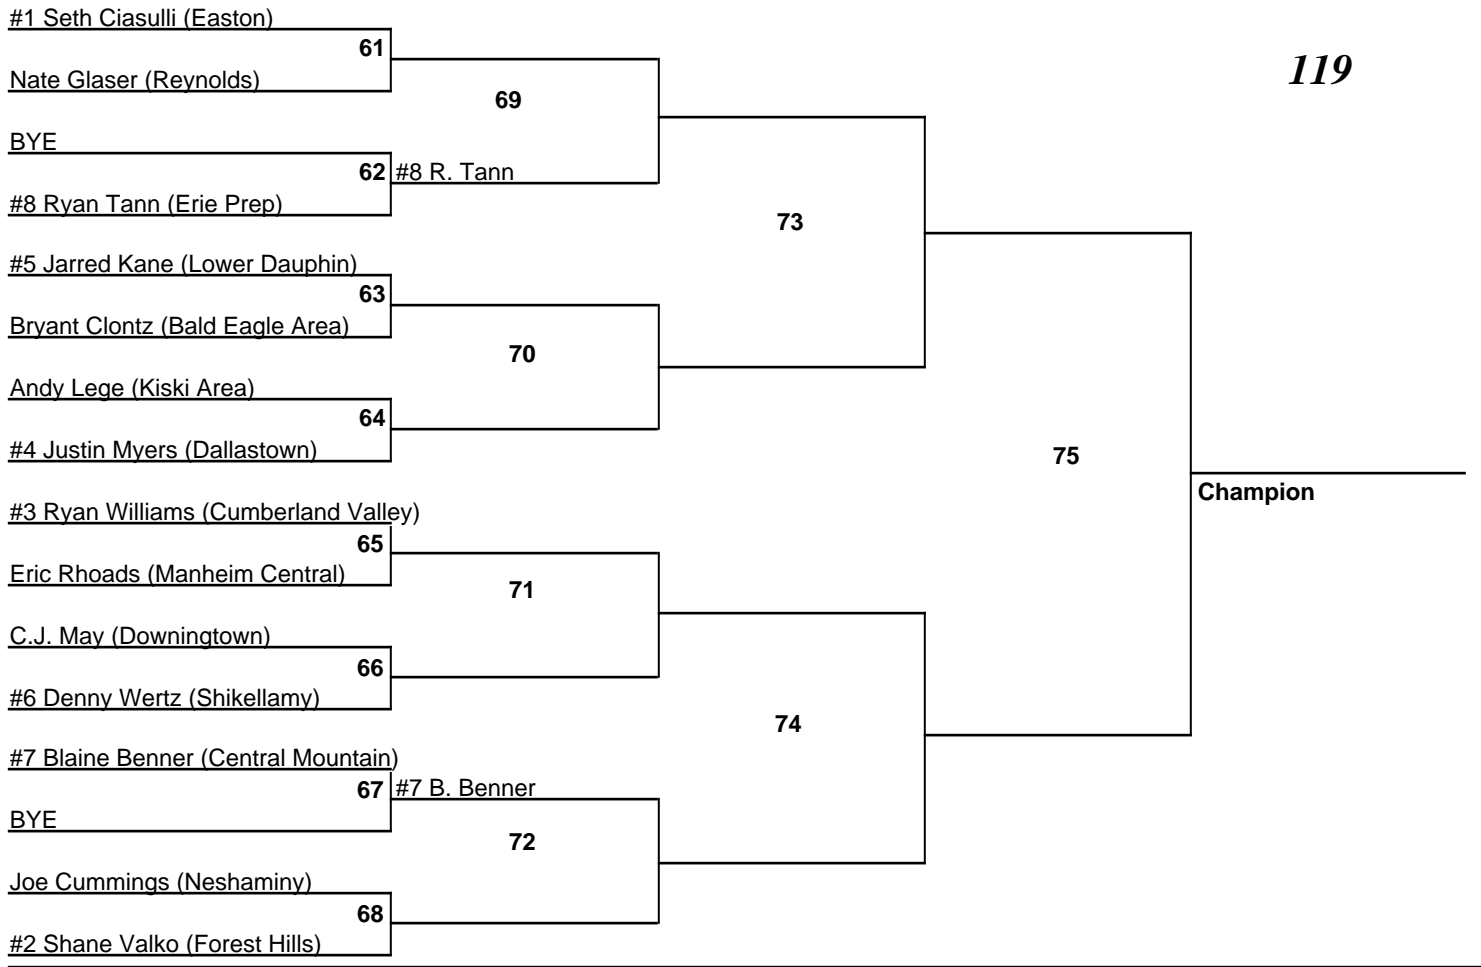 #1 Seth Ciasulli (Easton)
61
119
Nate Glaser (Reynolds)
69
BYE
62 #8 R. Tann
#8 Ryan Tann (Erie Prep)
73
#5 Jarred Kane (Lower Dauphin)
63
Bryant Clontz (Bald Eagle Area)
70
Andy Lege (Kiski Area)
64
#4 Justin Myers (Dallastown)
75
Champion
#3 Ryan Williams (Cumberland Valley)
65
Eric Rhoads (Manheim Central)
71
C.J. May (Downingtown)
66
#6 Denny Wertz (Shikellamy)
74
#7 Blaine Benner (Central Mountain)
67 #7 B. Benner
BYE
72
Joe Cummings (Neshaminy)
68
#2 Shane Valko (Forest Hills)